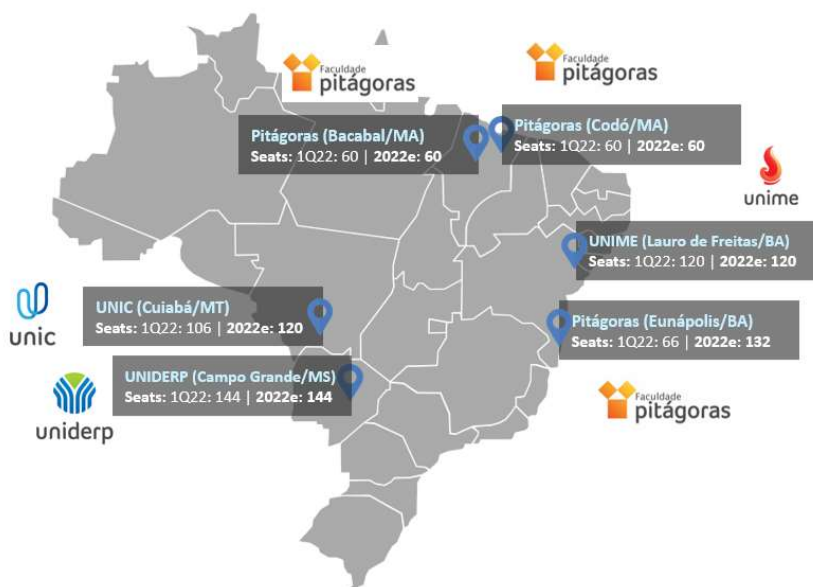 Faculdade
pitágoras
Faculdade
pitágoras
Pitágoras (Bacabal/MA)
Seats: 1Q22: 60 | 2022e: 60
Pitágoras (Codó/MA)
Seats: 1Q22: 60 | 2022e: 60
unime
UNIME (Lauro de Freitas/BA)
Seats: 1Q22: 120 | 2022e: 120
unic
UNIC (Cuiabá/MT)
Seats: 1Q22: 106 | 2022e: 120
Pitágoras (Eunápolis/BA)
Seats: 1Q22: 66 | 2022e: 132
uniderp
UNIDERP (Campo Grande/MS)
Seats: 1Q22: 144 | 2022e: 144
Faculdade
pitágoras